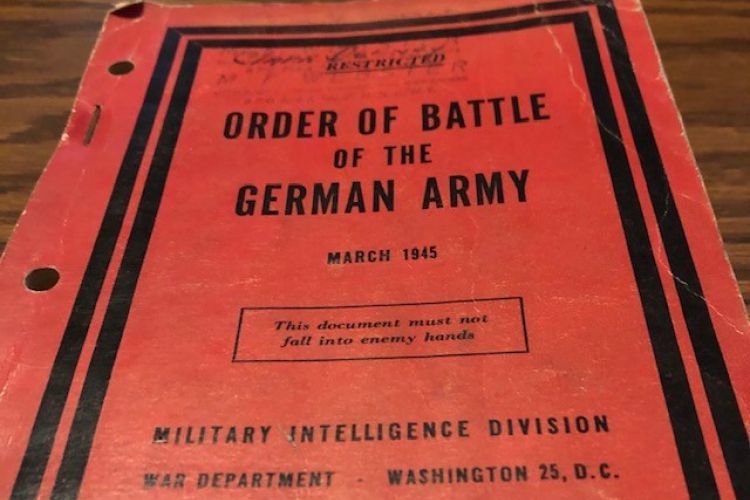 RESTRICTED
ORDER OF BATTLE
OF THE
GERMAN ARMY
MARCH 1945
This document must not
fall into enemy hands
MILITARY INTELLIGENCE DIVISION
WAR DEPARTMENT - WASHINGTON 25, D.C.